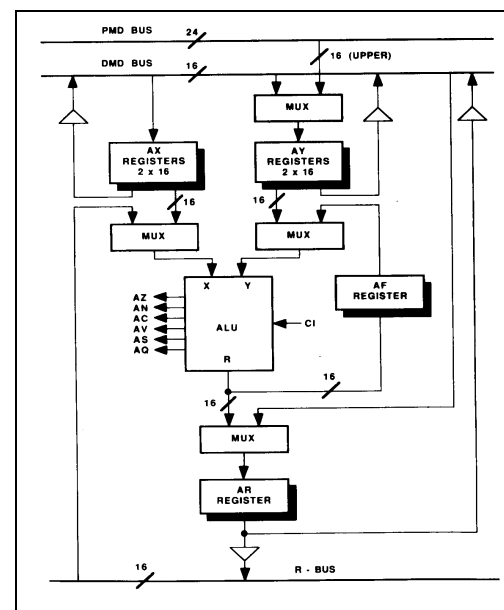 PMD BUS 24
16 (UPPER)
DMD BUS 16
MUX
AX
REGISTERS
2 x 16
AY
REGISTERS
2 x 16
16
16
MUX
MUX
X Y
AZ
AN
AC
AV
AS
AQ
ALU
CI
R
AF
REGISTER
16
16
MUX
AR
REGISTER
16
R - BUS